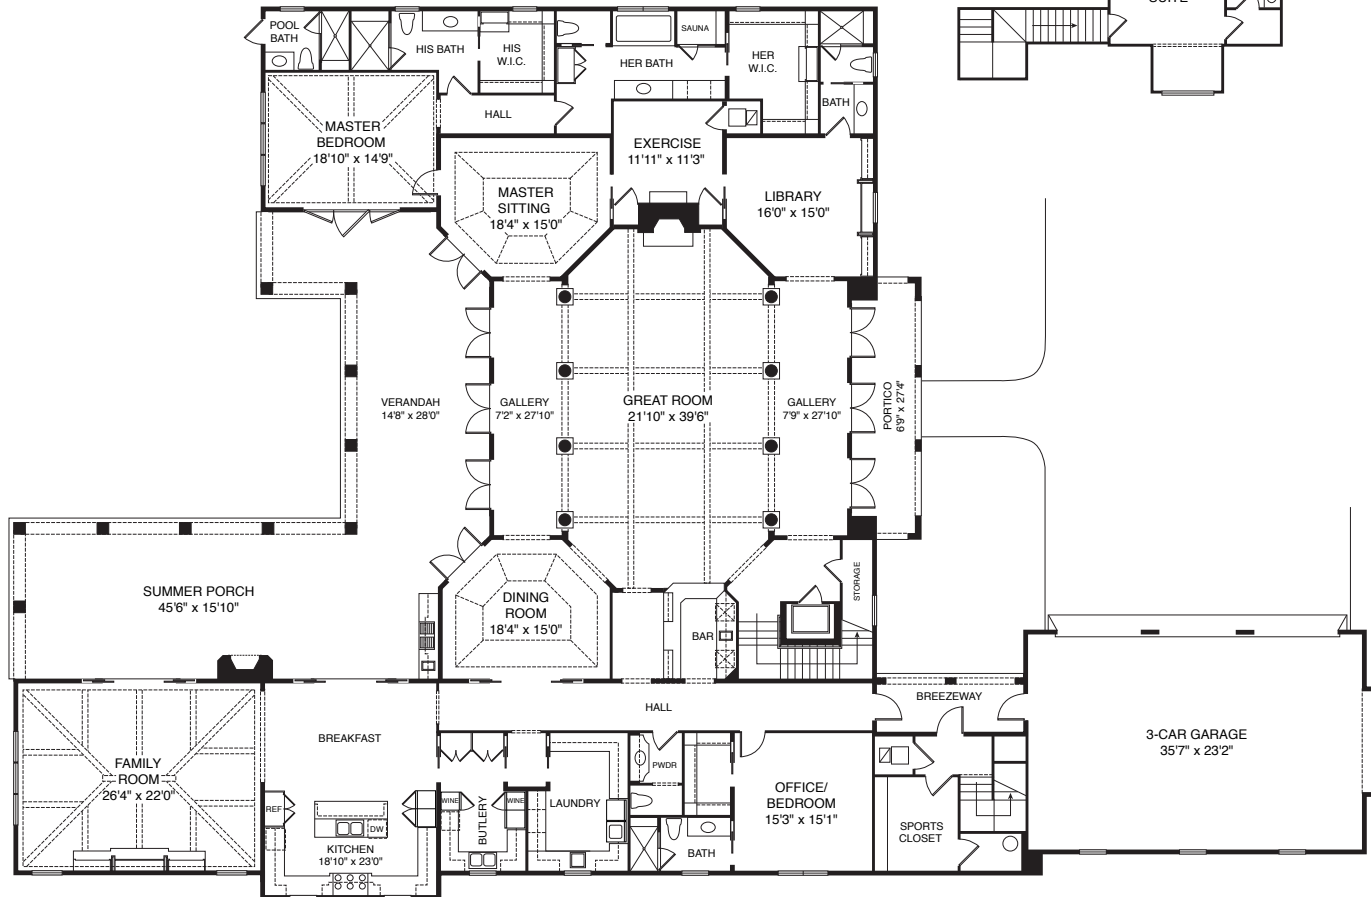 POOL
BATH
HIS BATH
HIS
W.I.C.
SAUNA
HER BATH
HER
W.I.C.
BATH
SUITE
MASTER
BEDROOM
18'10" x 14'9"
HALL
EXERCISE
11'11" x 11'3"
MASTER
SITTING
18'4" x 15'0"
LIBRARY
16'0" x 15'0"
VERANDAH
14'8" x 28'0"
GALLERY
7'2" x 27'10"
GREAT ROOM
21'10" x 39'6"
GALLERY
7'9" x 27'10"
PORTICO
6'9" x 27'4"
SUMMER PORCH
45'6" x 15'10"
DINING
ROOM
18'4" x 15'0"
BAR
STORAGE
HALL
BREEZEWAY
3-CAR GARAGE
35'7" x 23'2"
BREAKFAST
FAMILY
ROOM
26'4" x 22'0"
REF
DW
KITCHEN
18'10" x 23'0"
WINE
WINE
BUTLERY
LAUNDRY
PWDR
BATH
OFFICE/
BEDROOM
15'3" x 15'1"
SPORTS
CLOSET